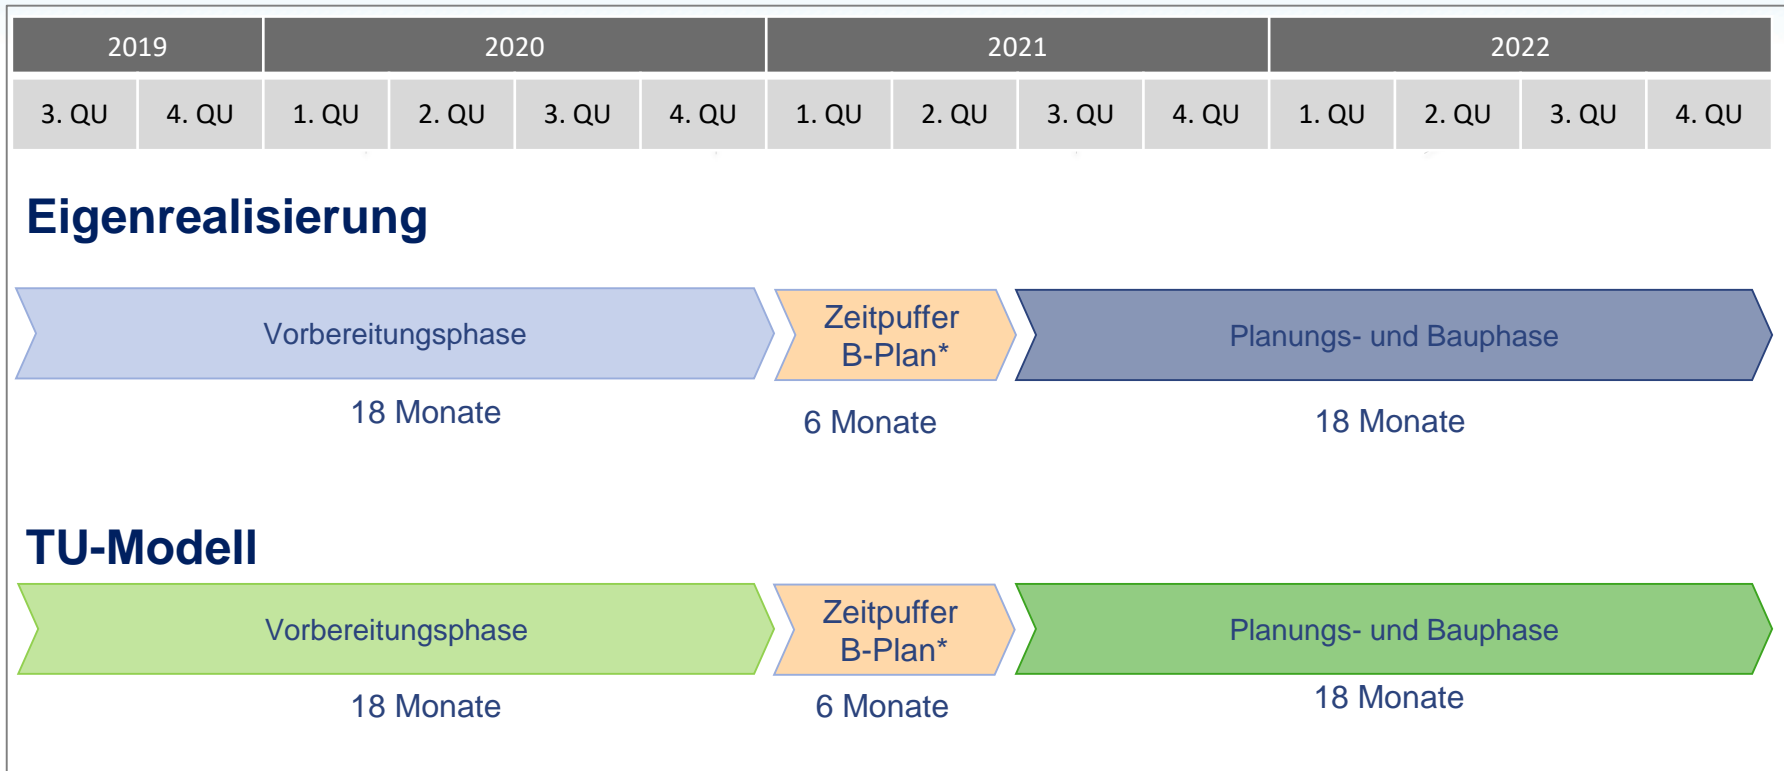 2019 2020 2021 2022
3. QU 4. QU 1. QU 2. QU 3. QU 4. QU 1. QU 2. QU 3. QU 4. QU 1. QU 2. QU 3. QU 4. QU
Eigenrealisierung
Vorbereitungsphase
Zeitpuffer
B-Plan*
Planungs- und Bauphase
18 Monate
6 Monate
18 Monate
TU-Modell
Vorbereitungsphase
Zeitpuffer
B-Plan*
Planungs- und Bauphase
18 Monate
6 Monate
18 Monate